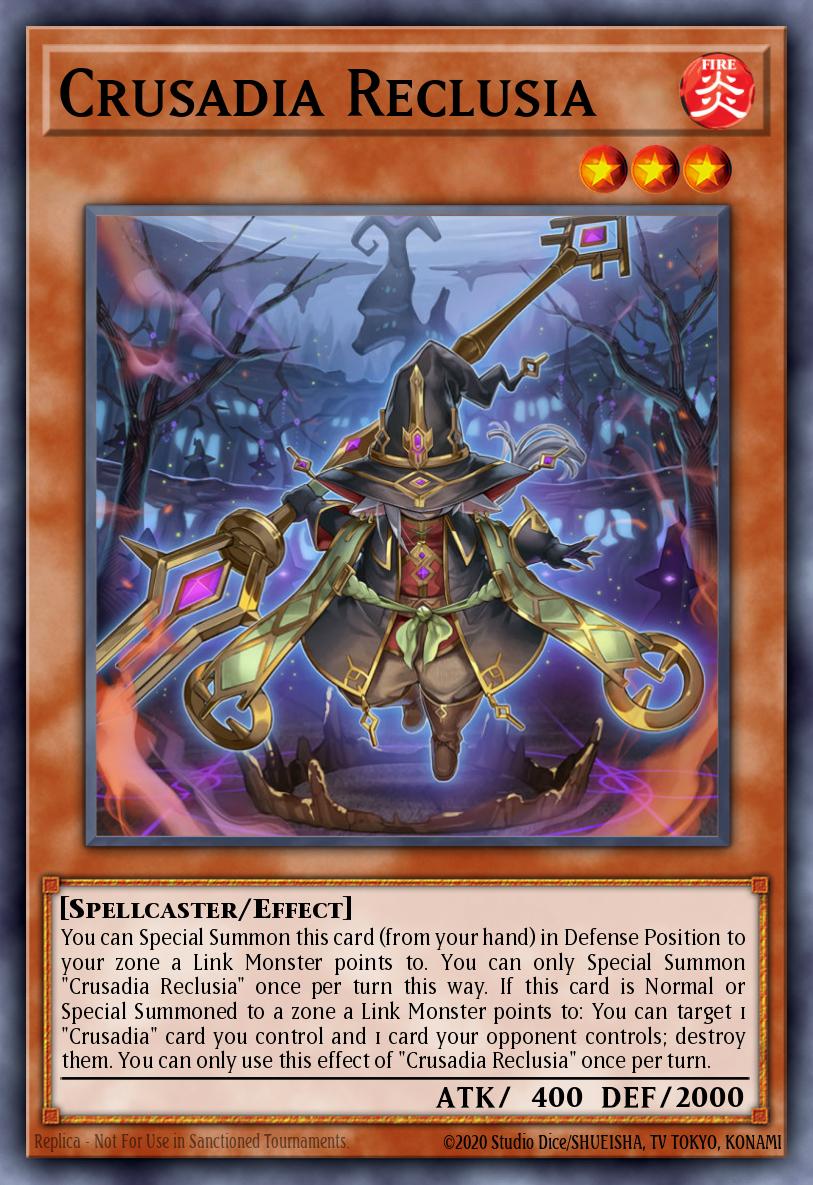 Crusadia Reclusia
FIRE
炎
[Spellcaster/Effect]
You can Special Summon this card (from your hand) in Defense Position to
your zone a Link Monster points to. You can only Special Summon
"Crusadia Reclusia" once per turn this way. If this card is Normal or
Special Summoned to a zone a Link Monster points to: You can target 1
"Crusadia" card you control and 1 card your opponent controls; destroy
them. You can only use this effect of "Crusadia Reclusia" once per turn.
ATK/ 400 DEF/2000
Replica - Not For Use in Sanctioned Tournaments.
©2020 Studio Dice/SHUEISHA, TV TOKYO, KONAMI